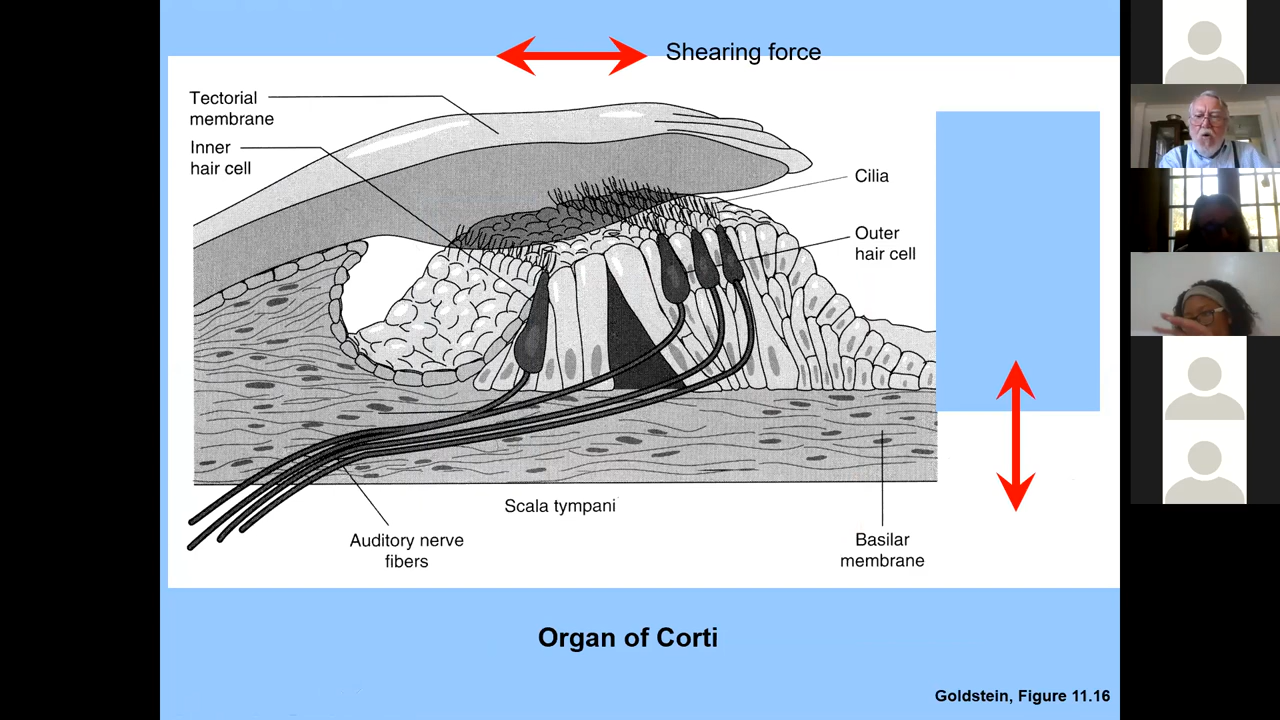 Shearing force
Tectorial
membrane
Inner
hair cell
Cilia
Outer
hair cell
Scala tympani
Auditory nerve
fibers
Basilar
membrane
Organ of Corti
Goldstein, Figure 11.16